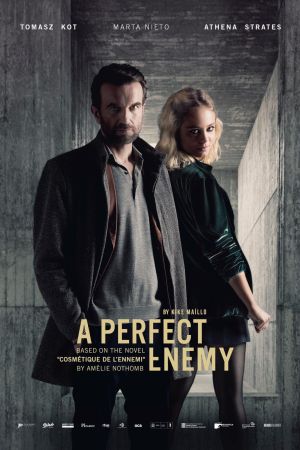 TOMASZ KOT MARTA NIETO ATHENA STRATES
BY KIKE MAÍLLO
A PERFECT
BASED ON THE NOVEL
"COSMÉTIQUE DE L'ENNEMI"
BY AMÉLIE NOTHOMB
ENEMY